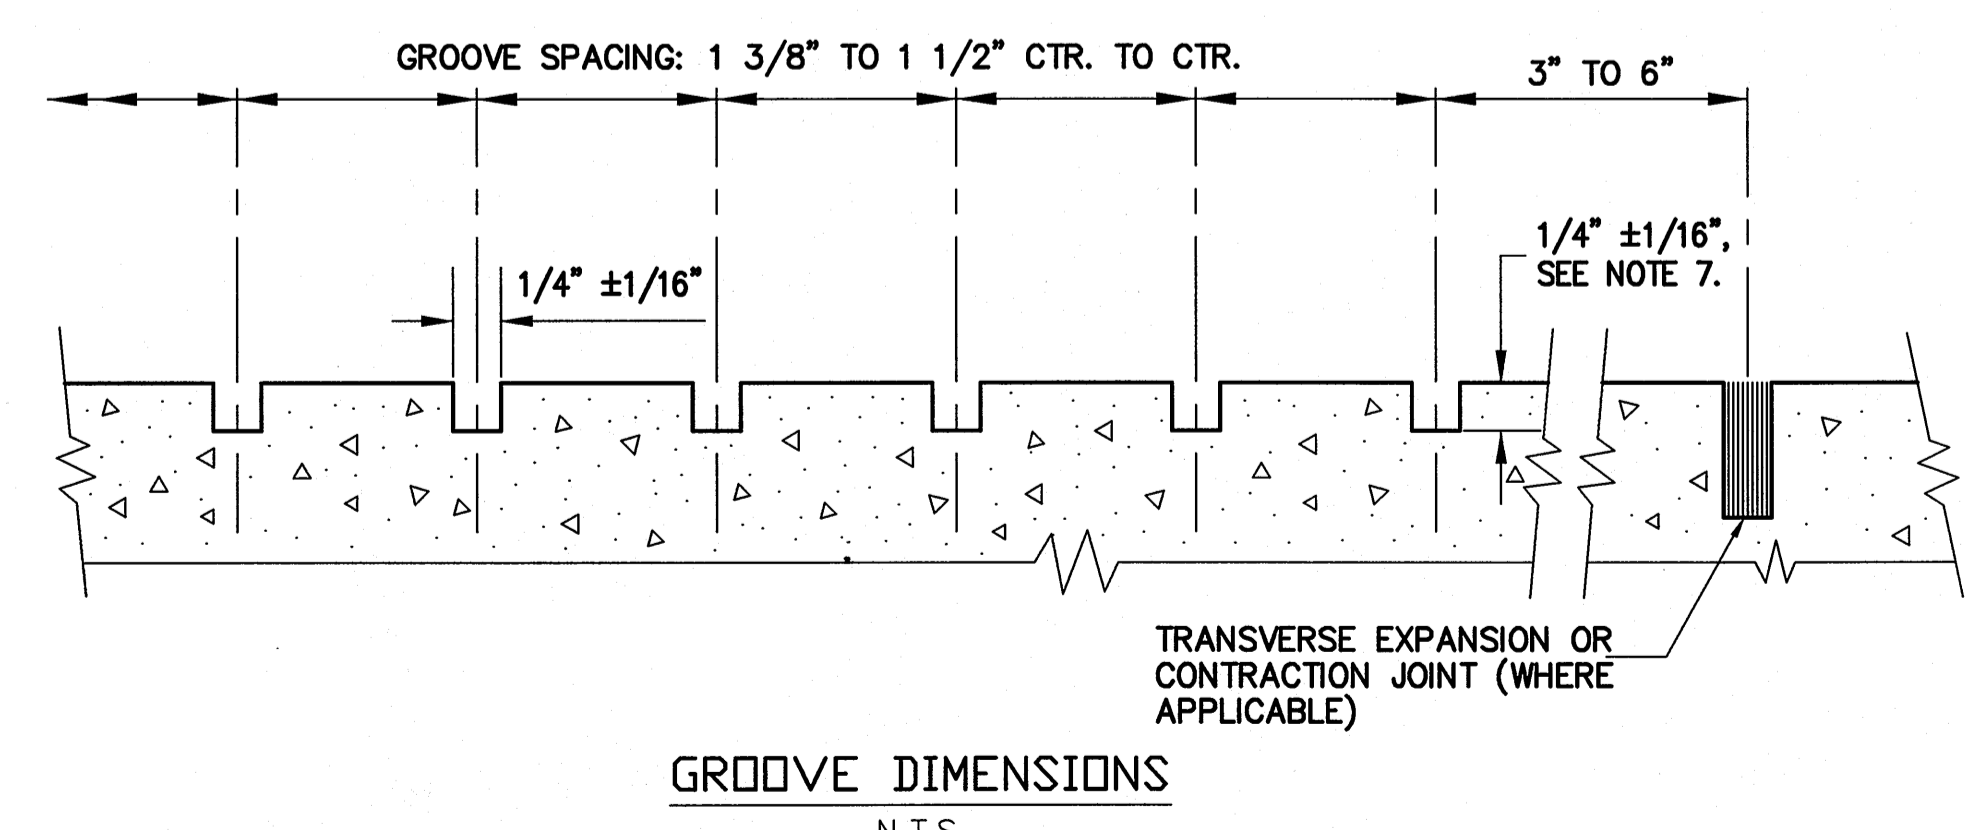 GROOVE SPACING: 1 3/8" TO 1 1/2" CTR. TO CTR.
3" TO 6"
1/4" ±1/16"
1/4" ±1/16",
SEE NOTE 7.
TRANSVERSE EXPANSION OR
CONTRACTION JOINT (WHERE
APPLICABLE)
GROOVE DIMENSIONS
N.T.S.